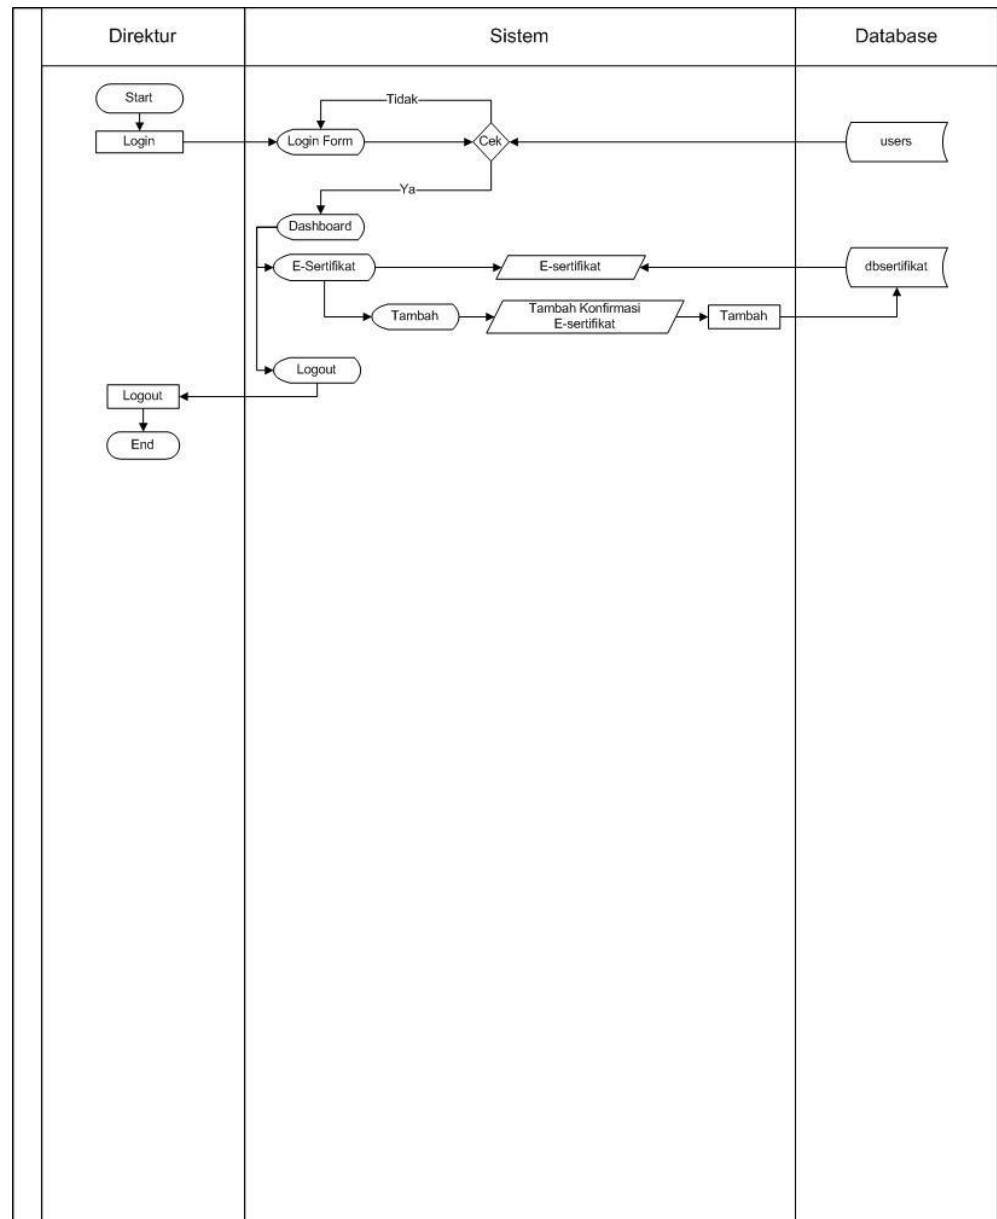 Direktur
Sistem
Database
Start
Tidak
Login
Login Form
Cek
users
Ya
Dashboard
E-Sertifikat
E-sertifikat
dbsertifikat
Tambah
Tambah Konfirmasi
E-sertifikat
Tambah
Logout
Logout
End